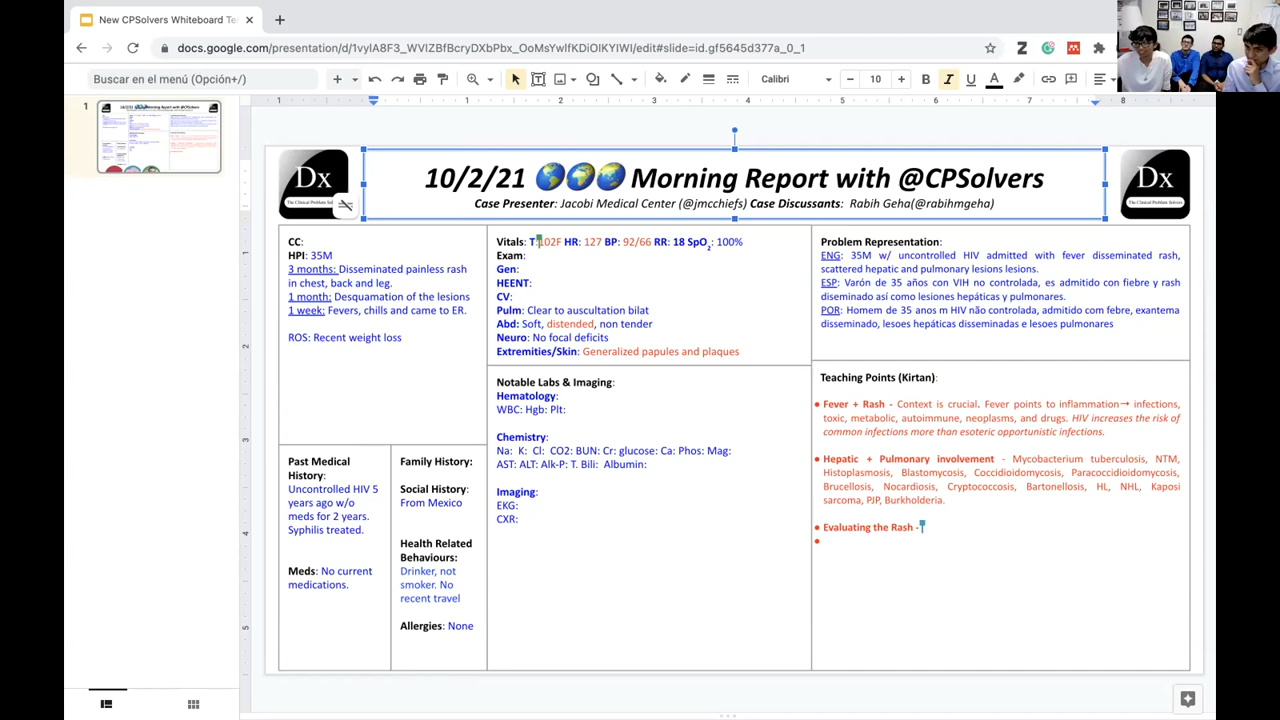 New CPSolvers Whiteboard Te
docs.google.com/presentation/d/1vylA8F3_WVIZBfBcryDXbPbx_OoMsYwlfKDiOIKYIWI/edit#slide=id.gf5645d377a_0_1
Buscar en el menú (Opción+/)
Calibri
10
1
10/2/21 🌍🌍🌏 Morning Report with @CPSolvers
Case Presenter: Jacobi Medical Center (@jmcchiefs) Case Discussants: Rabih Geha(@rabihmgeha)
Dx
The Clinical Problem Sol
Dx
The Clinical Problem Solvers
CC:
HPI: 35M
3 months: Disseminated painless rash
in chest, back and leg.
1 month: Desquamation of the lesions
1 week: Fevers, chills and came to ER.
ROS: Recent weight loss
Past Medical
History:
Uncontrolled HIV 5
years ago w/o
meds for 2 years.
Syphilis treated.
Meds: No current
medications.
Family History:
Social History:
From Mexico
Health Related
Behaviours:
Drinker, not
smoker. No
recent travel
Allergies: None
Vitals: T: 102F HR: 127 BP: 92/66 RR: 18 SpO2: 100%
Exam:
Gen:
HEENT:
CV:
Pulm: Clear to auscultation bilat
Abd: Soft, distended, non tender
Neuro: No focal deficits
Extremities/Skin: Generalized papules and plaques
Notable Labs & Imaging:
Hematology:
WBC: Hgb: Plt:
Chemistry:
Na: K: Cl: CO2: BUN: Cr: glucose: Ca: Phos: Mag:
AST: ALT: Alk-P: T. Bili: Albumin:
Imaging:
EKG:
CXR:
Problem Representation:
ENG: 35M w/ uncontrolled HIV admitted with fever disseminated rash,
scattered hepatic and pulmonary lesions lesions.
ESP: Varón de 35 años con VIH no controlada, es admitido con fiebre y rash
diseminado así como lesiones hepáticas y pulmonares.
POR: Homem de 35 anos m HIV não controlada, admitido com febre, exantema
disseminado, lesoes hepáticas disseminadas e lesoes pulmonares
Teaching Points (Kirtan):
• Fever + Rash - Context is crucial. Fever points to inflammation→ infections,
toxic, metabolic, autoimmune, neoplasms, and drugs. HIV increases the risk of
common infections more than esoteric opportunistic infections.
• Hepatic + Pulmonary involvement - Mycobacterium tuberculosis, NTM,
Histoplasmosis, Blastomycosis, Coccidioidomycosis, Paracoccidioidomycosis,
Brucellosis, Nocardiosis, Cryptococcosis, Bartonellosis, HL, NHL, Kaposi
sarcoma, PJP, Burkholderia.
• Evaluating the Rash -
•